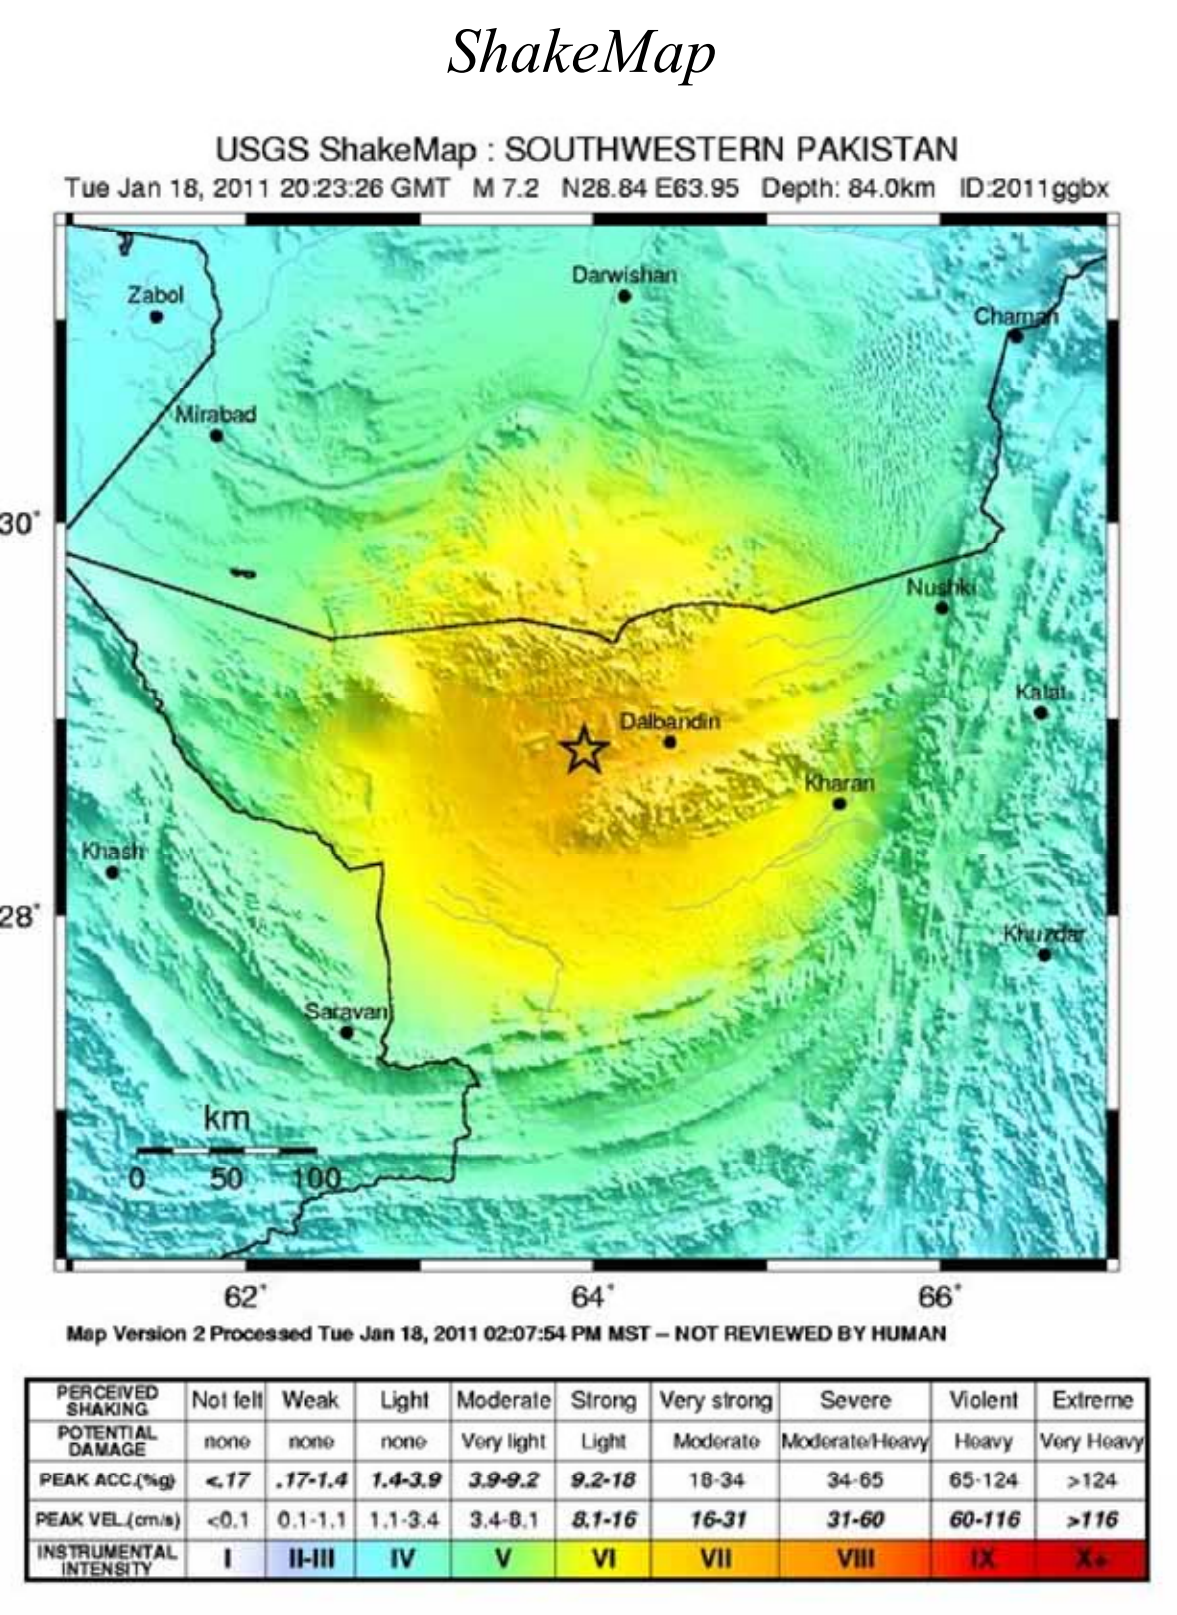 ShakeMap
USGS ShakeMap : SOUTHWESTERN PAKISTAN
Tue Jan 18, 2011 20:23:26 GMT M 7.2 N28.84 E63.95 Depth: 84.0km ID:2011ggbx
Darwishan
Zabol
Chaman
Mirabad
30°
Nushki
Kalat
Dalbandin
Kharan
Khash
28°
Khuzdar
Saravan
km
0 50 100
62° 64° 66°
Map Version 2 Processed Tue Jan 18, 2011 02:07:54 PM MST – NOT REVIEWED BY HUMAN
PERCEIVED SHAKING Not felt Weak Light Moderate Strong Very strong Severe Violent Extreme
POTENTIAL DAMAGE none none none Very light Light Moderate Moderate/Heavy Heavy Very Heavy
PEAK ACC.(%g) <.17 .17-1.4 1.4-3.9 3.9-9.2 9.2-18 18-34 34-65 65-124 >124
PEAK VEL.(cm/s) <0.1 0.1-1.1 1.1-3.4 3.4-8.1 8.1-16 16-31 31-60 60-116 >116
INSTRUMENTAL INTENSITY I II-III IV V VI VII VIII IX X+